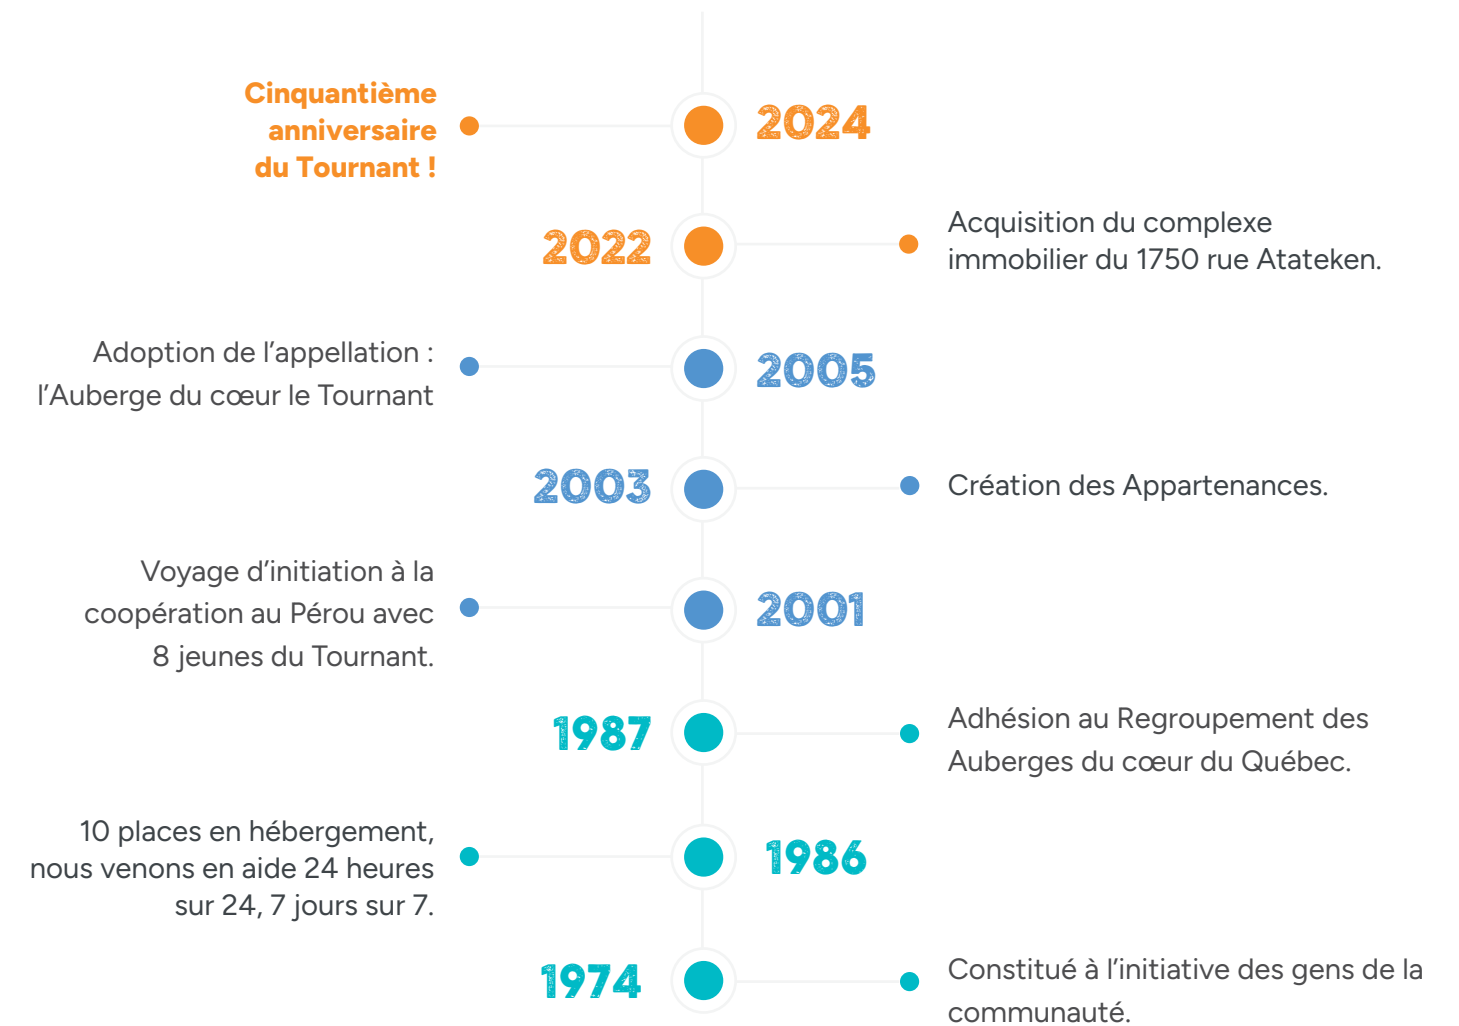 Cinquantième
anniversaire
du Tournant !
2024
2022
Acquisition du complexe
immobilier du 1750 rue Atateken.
Adoption de l’appellation :
l’Auberge du cœur le Tournant
2005
2003
Création des Appartenances.
Voyage d’initiation à la
coopération au Pérou avec
8 jeunes du Tournant.
2001
1987
Adhésion au Regroupement des
Auberges du cœur du Québec.
10 places en hébergement,
nous venons en aide 24 heures
sur 24, 7 jours sur 7.
1986
1974
Constitué à l’initiative des gens de la
communauté.